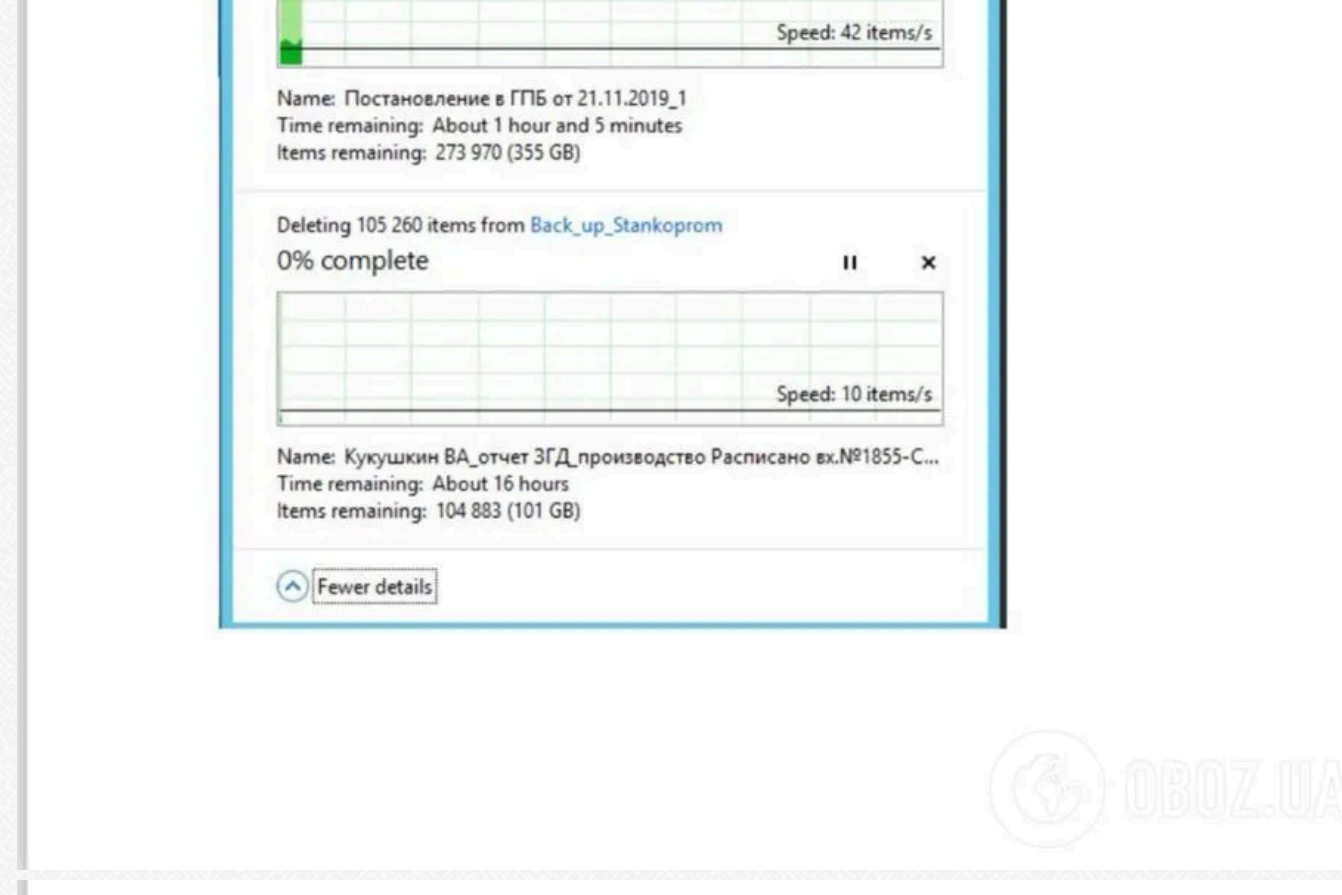 Speed: 42 items/s
Name: Постановление в ГПБ от 21.11.2019_1
Time remaining: About 1 hour and 5 minutes
Items remaining: 273 970 (355 GB)
Deleting 105 260 items from Back_up_Stankoprom
0% complete
Speed: 10 items/s
Name: Кукушкин ВА_отчет ЗГД_производство Расписано вх.№1855-С...
Time remaining: About 16 hours
Items remaining: 104 883 (101 GB)
Fewer details
OBOZ.UA